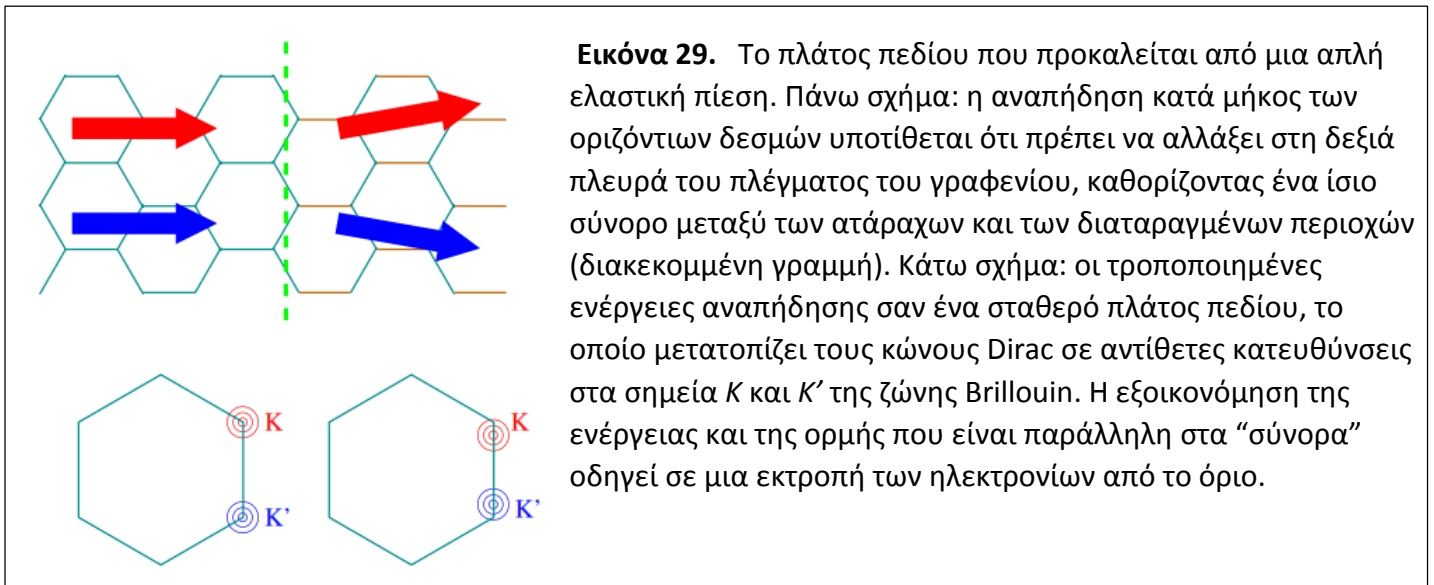 Εικόνα 29. Το πλάτος πεδίου που προκαλείται από μια απλή
ελαστική πίεση. Πάνω σχήμα: η αναπήδηση κατά μήκος των
οριζόντιων δεσμών υποτίθεται ότι πρέπει να αλλάξει στη δεξιά
πλευρά του πλέγματος του γραφενίου, καθορίζοντας ένα ίσιο
σύνορο μεταξύ των ατάραχων και των διαταραγμένων περιοχών
(διακεκομμένη γραμμή). Κάτω σχήμα: οι τροποποιημένες
ενέργειες αναπήδησης σαν ένα σταθερό πλάτος πεδίου, το
οποίο μετατοπίζει τους κώνους Dirac σε αντίθετες κατευθύνσεις
στα σημεία K και K’ της ζώνης Brillouin. Η εξοικονόμηση της
ενέργειας και της ορμής που είναι παράλληλη στα “σύνορα”
οδηγεί σε μια εκτροπή των ηλεκτρονίων από το όριο.
K
K'
K
K'